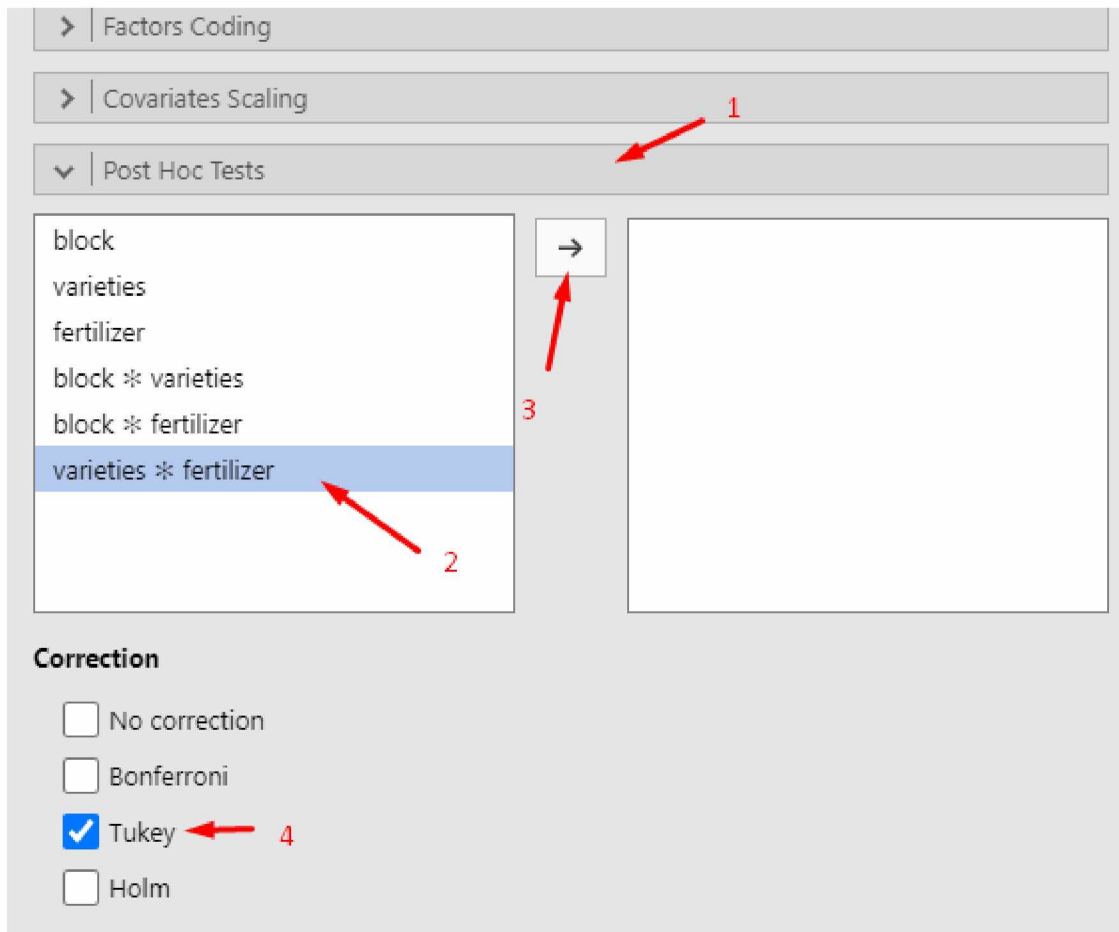 Factors Coding
Covariates Scaling
1
Post Hoc Tests
block
varieties
fertilizer
block ∗ varieties
3
block ∗ fertilizer
varieties ∗ fertilizer
2
Correction
No correction
Bonferroni
Tukey
4
Holm